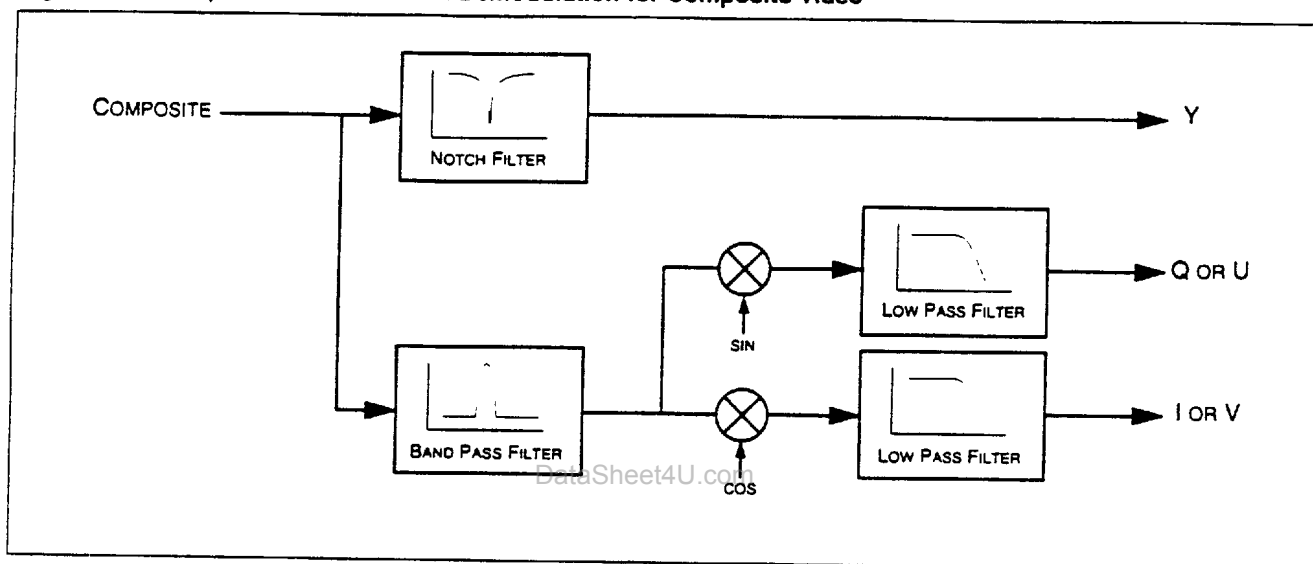 Demodulation for Composite Video
COMPOSITE
NOTCH FILTER
Y
SIN
LOW PASS FILTER
Q OR U
BAND PASS FILTER
COS
LOW PASS FILTER
I OR V
DataSheet4U.com